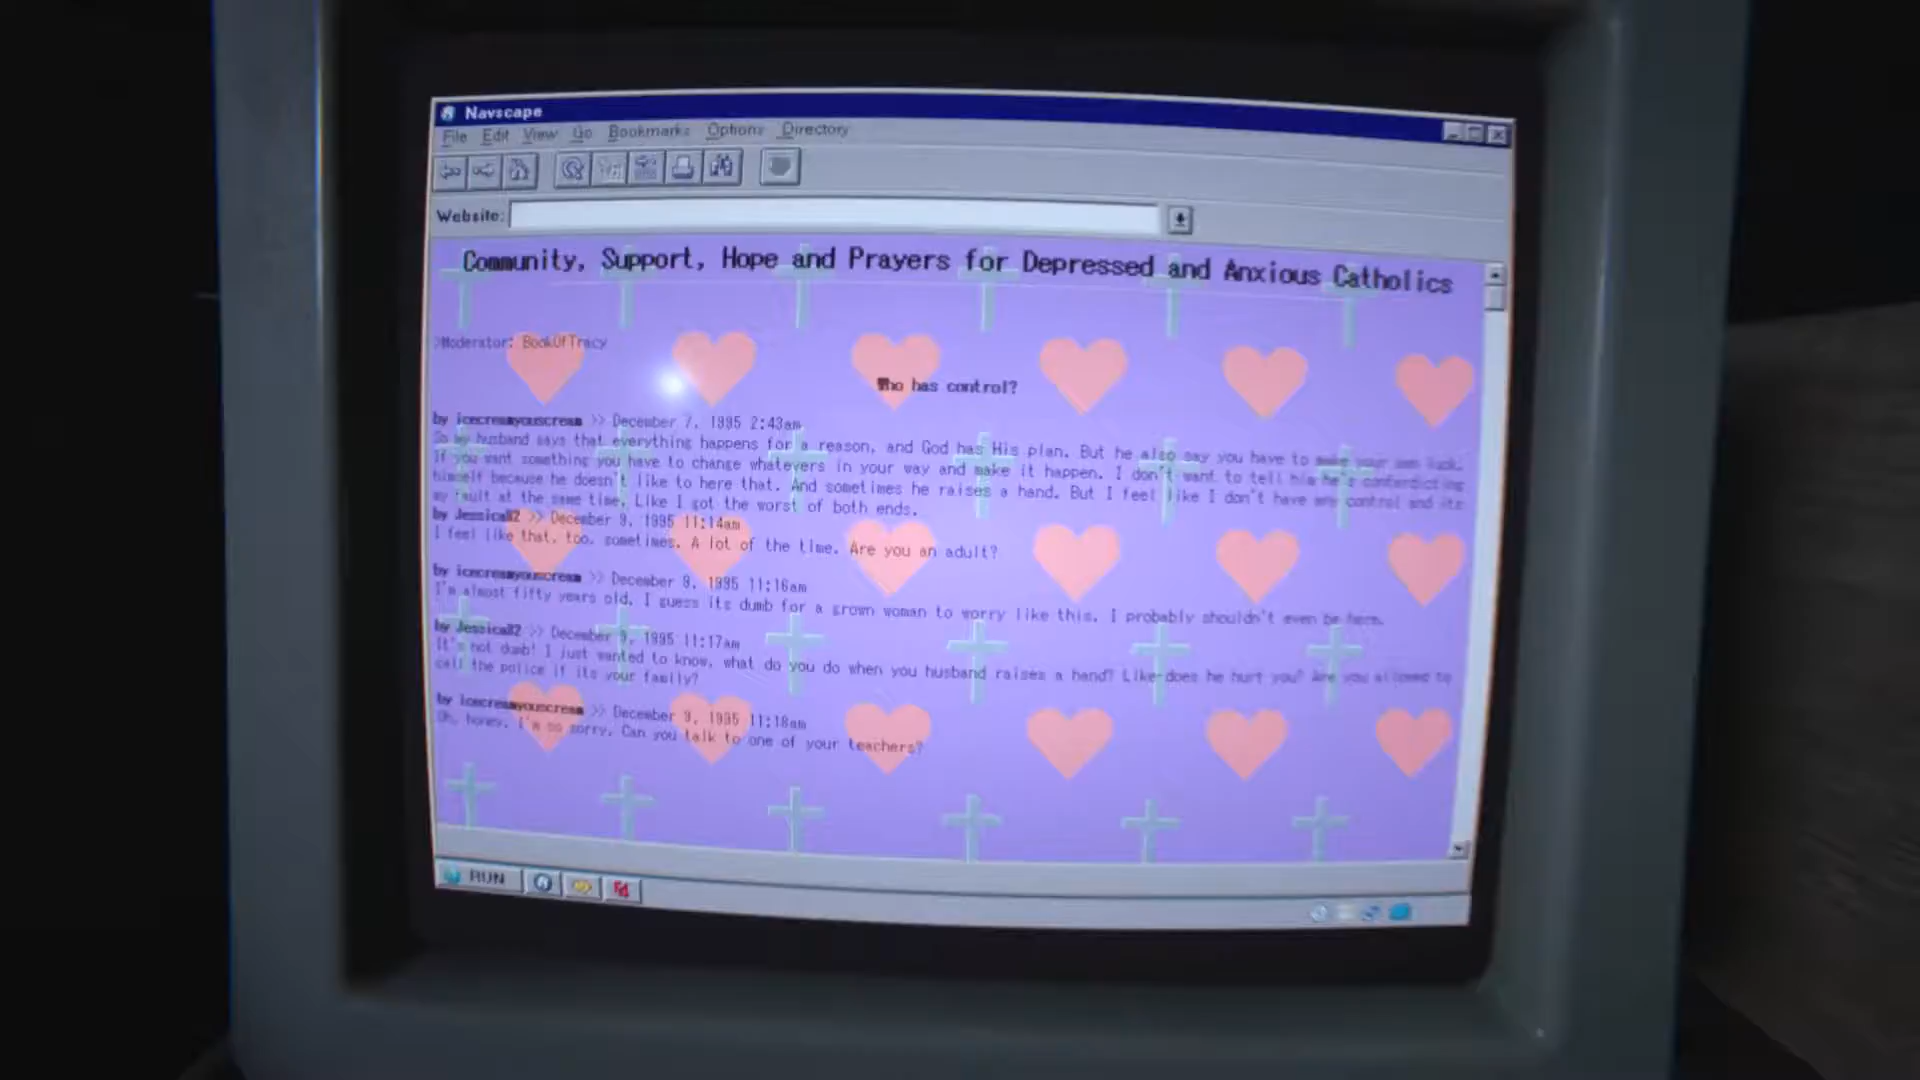 Navscape
File Edit View Go Bookmarks Options Directory
Website:
Community, Support, Hope and Prayers for Depressed and Anxious Catholics
>Moderator: BookOfTracy
Who has control?
by icecreamyouscream >> December 7, 1995 2:43am
So my husband says that everything happens for a reason, and God has His plan. But he also say you have to make your own luck.
If you want something you have to change whatevers in your way and make it happen. I don't want to tell him he's conterdicting
himself because he doesn't like to here that. And sometimes he raises a hand. But I feel like I don't have any control and its
my fault at the same time. Like I got the worst of both ends.
by Jessica82 >> December 9, 1995 11:14am
I feel like that, too, sometimes. A lot of the time. Are you an adult?
by icecreamyouscream >> December 9, 1995 11:16am
I'm almost fifty years old. I guess its dumb for a grown woman to worry like this. I probably shouldn't even be here.
by Jessica82 >> December 9, 1995 11:17am
It's not dumb! I just wanted to know, what do you do when you husband raises a hand? Like does he hurt you? Are you allowed to
call the police if its your family?
by icecreamyouscream >> December 9, 1995 11:18am
Oh, honey. I'm so sorry. Can you talk to one of your teachers?
RUN